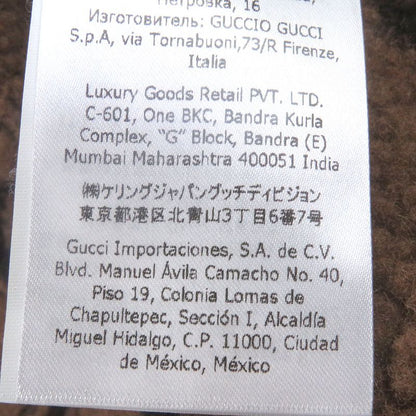 Петровка, 16
Изготовитель: GUCCIO GUCCI
S.p.A, via Tornabuoni,73/R Firenze,
Italia
Luxury Goods Retail PVT. LTD.
C-601, One BKC, Bandra Kurla
Complex, “G” Block, Bandra (E)
Mumbai Maharashtra 400051 India
㈱ケリングジャパングッチディビジョン
東京都港区北青山3丁目6番7号
Gucci Importaciones, S.A. de C.V.
Blvd. Manuel Ávila Camacho No. 40,
Piso 19, Colonia Lomas de
Chapultepec, Sección I, Alcaldía
Miguel Hidalgo, C.P. 11000, Ciudad
de México, México